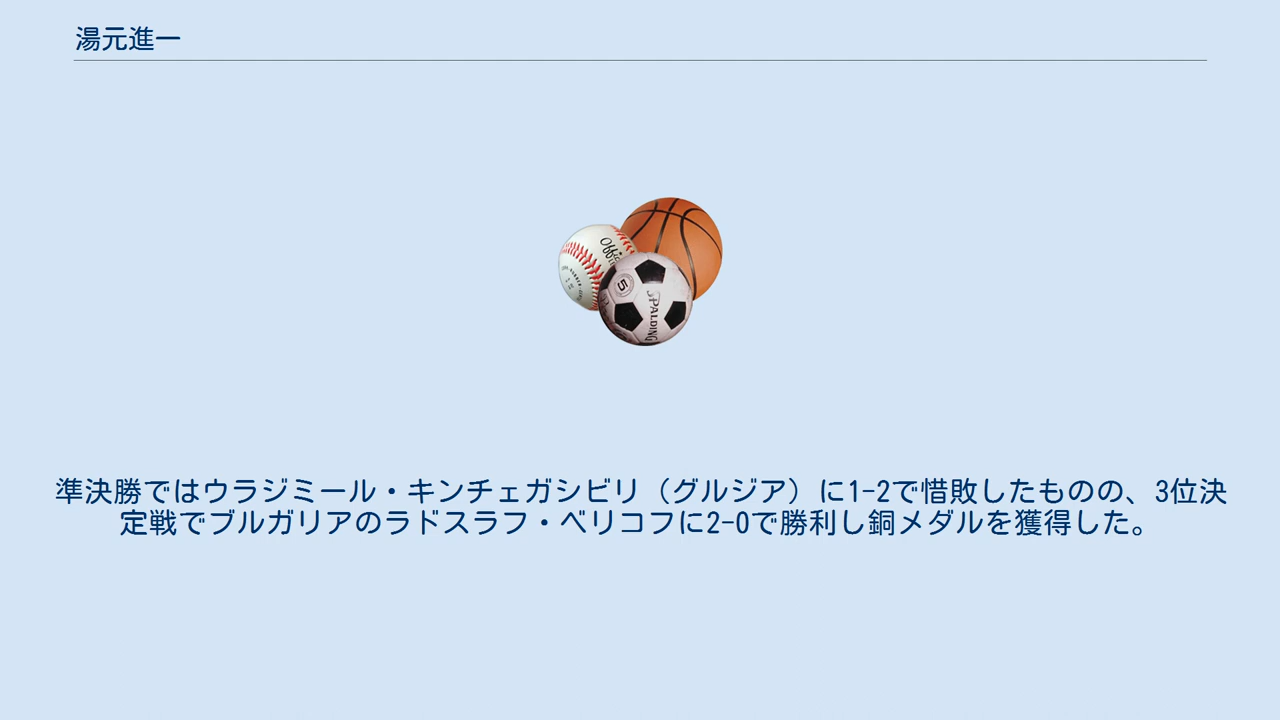 湯元進一
準決勝ではウラジミール・キンチェガシビリ（グルジア）に1-2で惜敗したものの、3位決
定戦でブルガリアのラドスラフ・ベリコフに2-0で勝利し銅メダルを獲得した。
5
SPALDING